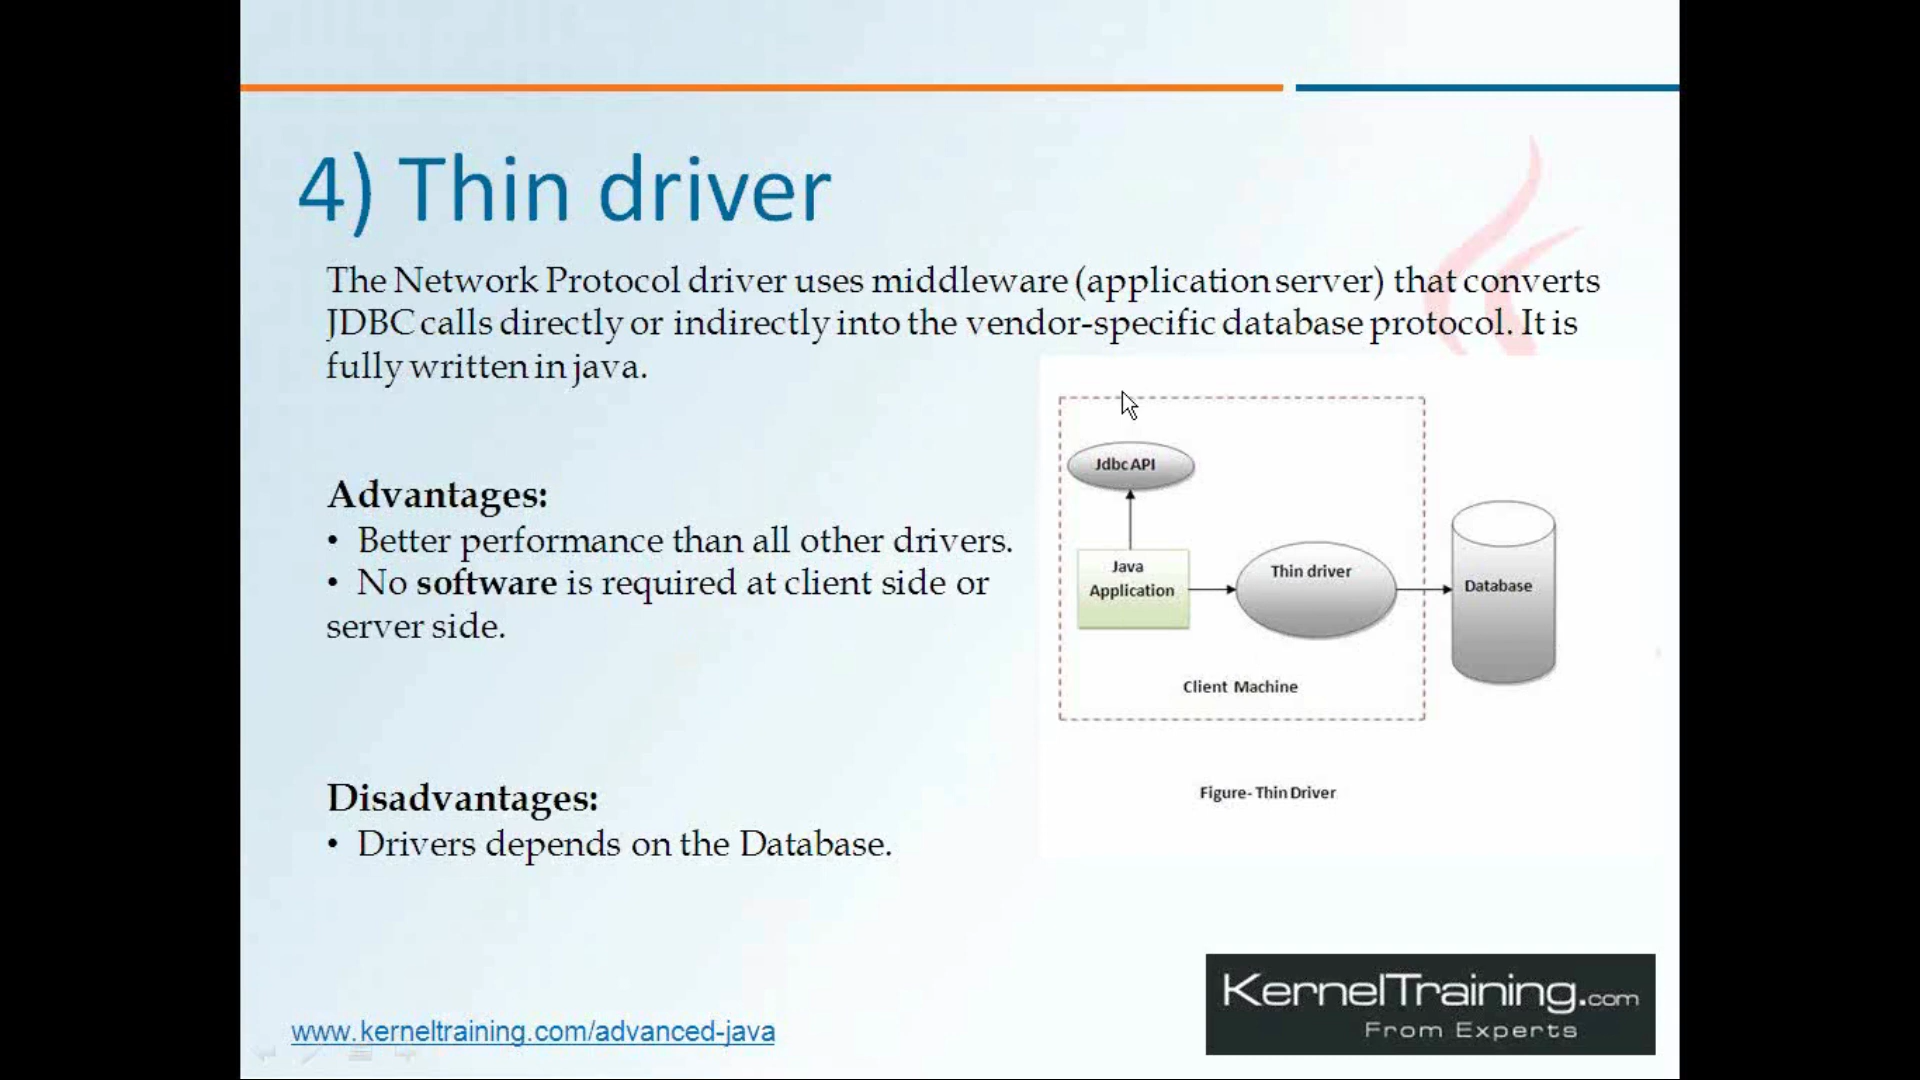 4) Thin driver
The Network Protocol driver uses middleware (application server) that converts
JDBC calls directly or indirectly into the vendor-specific database protocol. It is
fully written in java.
Advantages:
• Better performance than all other drivers.
• No software is required at client side or
server side.
Disadvantages:
• Drivers depends on the Database.
Jdbc API
Java
Application
Thin driver
Database
Client Machine
Figure- Thin Driver
www.kerneltraining.com/advanced-java
KernelTraining.com
From Experts